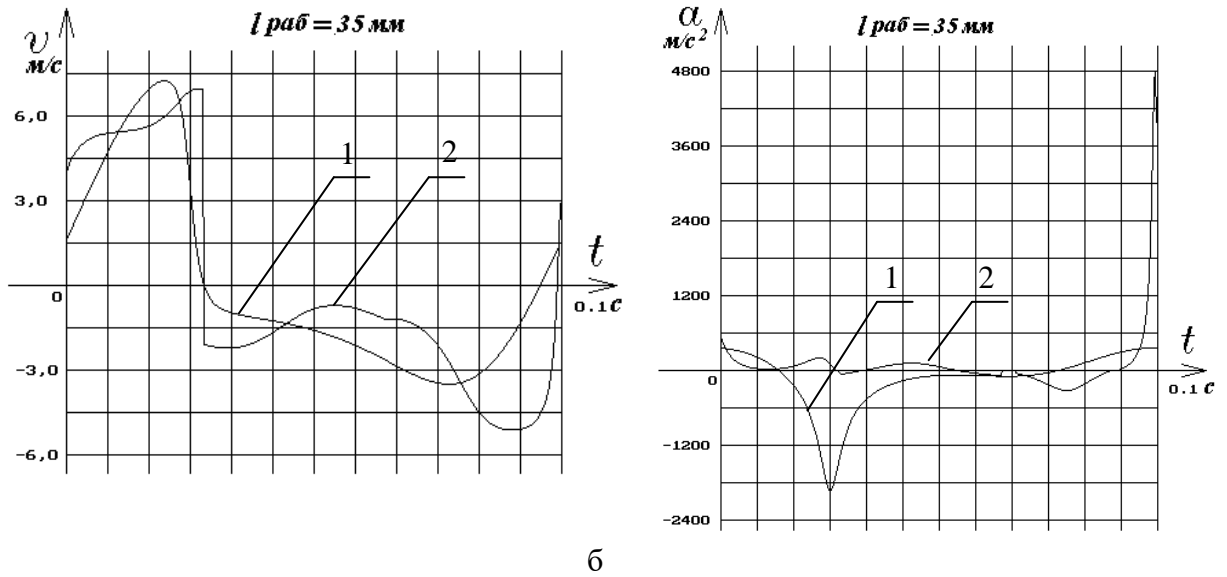 υ
м/с
l раб = 35 мм
6,0
1
2
3,0
t
0
0.1 с
-3,0
-6,0
a
м/с²
l раб = 35 мм
4800
3600
2400
1
2
1200
t
0
0.1 с
-1200
-2400
б